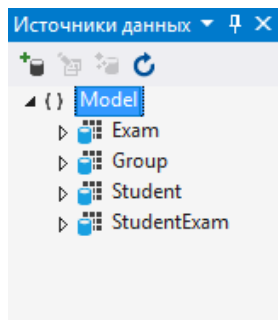 Источники данных
{ } Model
Exam
Group
Student
StudentExam